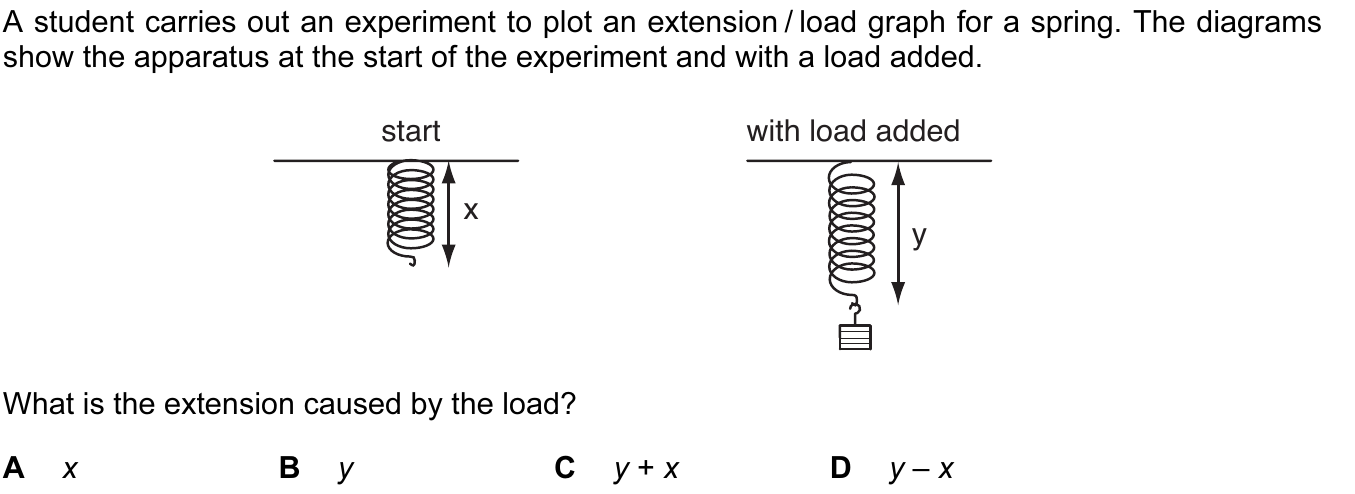 A student carries out an experiment to plot an extension / load graph for a spring. The diagrams
show the apparatus at the start of the experiment and with a load added.
start
with load added
x
y
What is the extension caused by the load?
A x B y C y + x D y – x